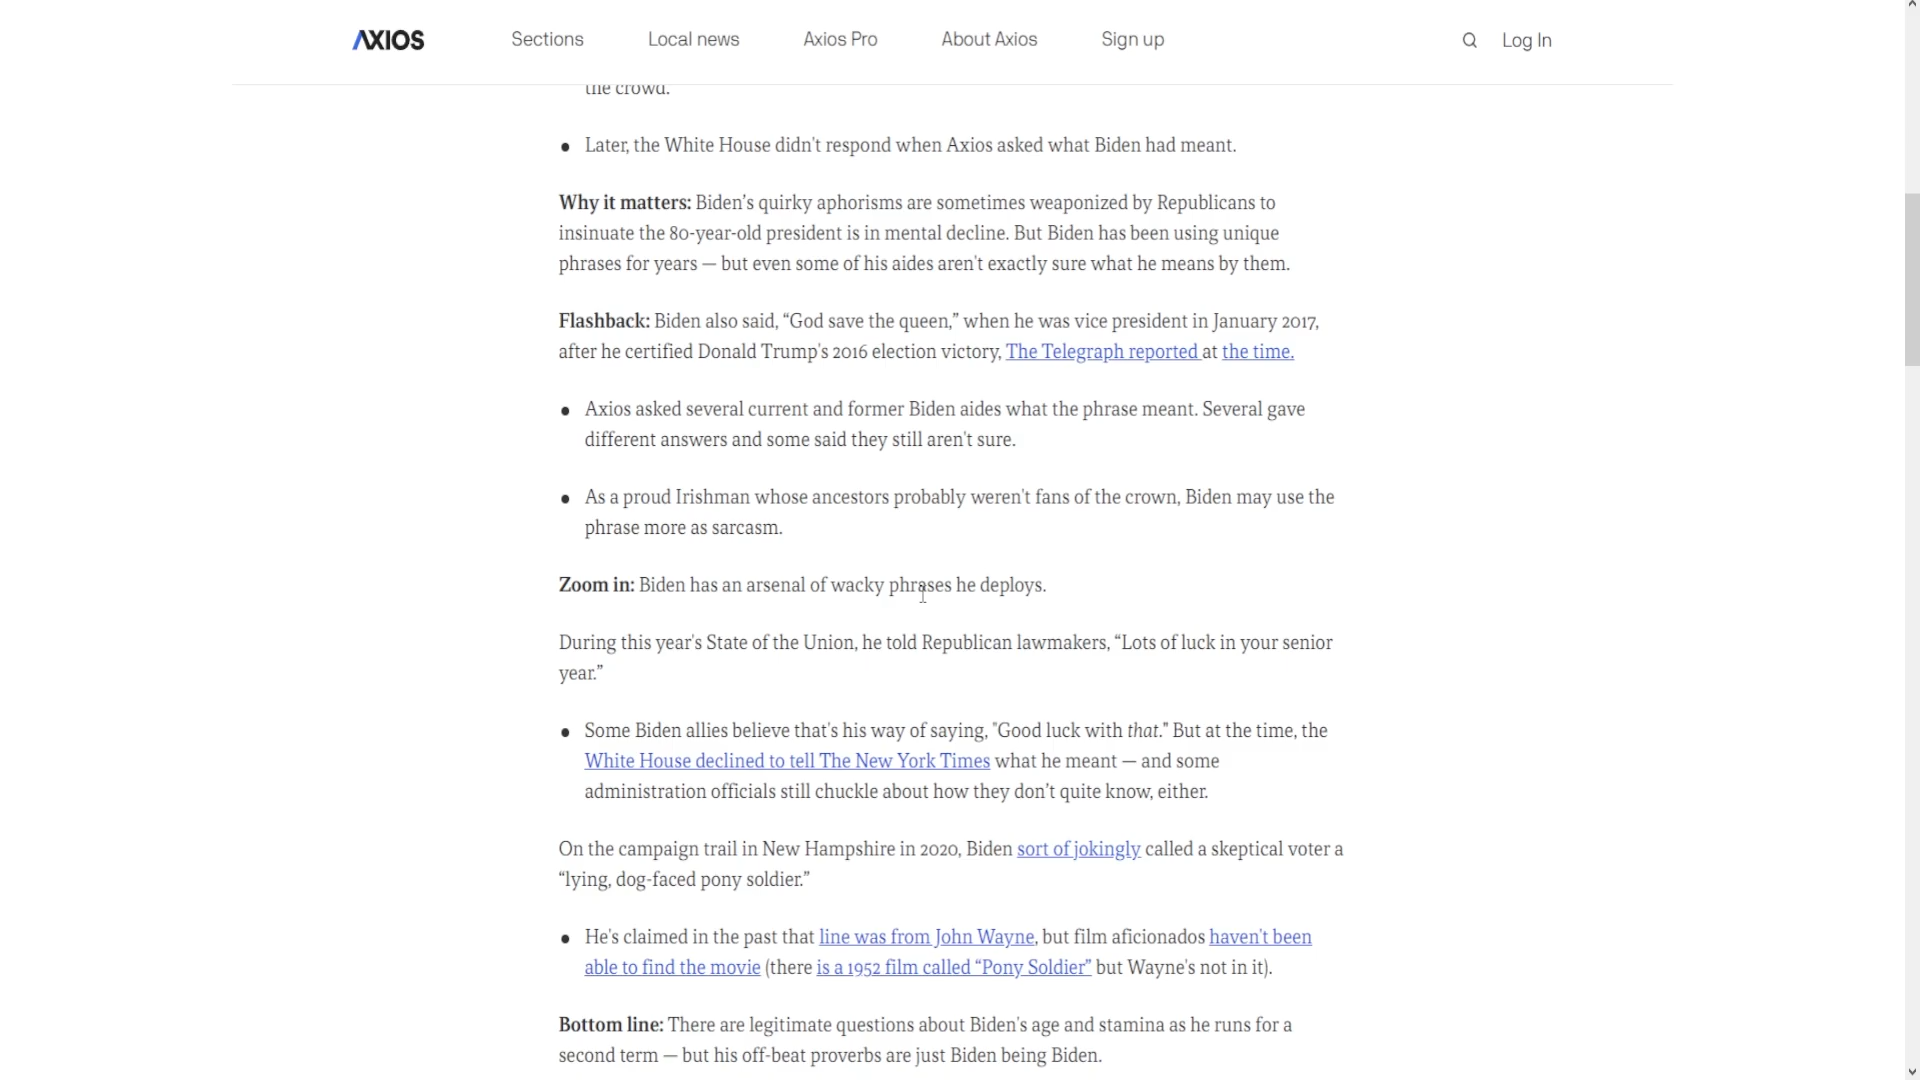 AXIOS Sections Local news Axios Pro About Axios Sign up Log In
the crowd.
● Later, the White House didn't respond when Axios asked what Biden had meant.
Why it matters: Biden’s quirky aphorisms are sometimes weaponized by Republicans to
insinuate the 80-year-old president is in mental decline. But Biden has been using unique
phrases for years — but even some of his aides aren't exactly sure what he means by them.
Flashback: Biden also said, “God save the queen,” when he was vice president in January 2017,
after he certified Donald Trump's 2016 election victory, The Telegraph reported at the time.
● Axios asked several current and former Biden aides what the phrase meant. Several gave
different answers and some said they still aren't sure.
● As a proud Irishman whose ancestors probably weren't fans of the crown, Biden may use the
phrase more as sarcasm.
Zoom in: Biden has an arsenal of wacky phrases he deploys.
During this year's State of the Union, he told Republican lawmakers, “Lots of luck in your senior
year.”
● Some Biden allies believe that's his way of saying, "Good luck with that." But at the time, the
White House declined to tell The New York Times what he meant — and some
administration officials still chuckle about how they don’t quite know, either.
On the campaign trail in New Hampshire in 2020, Biden sort of jokingly called a skeptical voter a
“lying, dog-faced pony soldier.”
● He's claimed in the past that line was from John Wayne, but film aficionados haven't been
able to find the movie (there is a 1952 film called “Pony Soldier” but Wayne's not in it).
Bottom line: There are legitimate questions about Biden's age and stamina as he runs for a
second term — but his off-beat proverbs are just Biden being Biden.